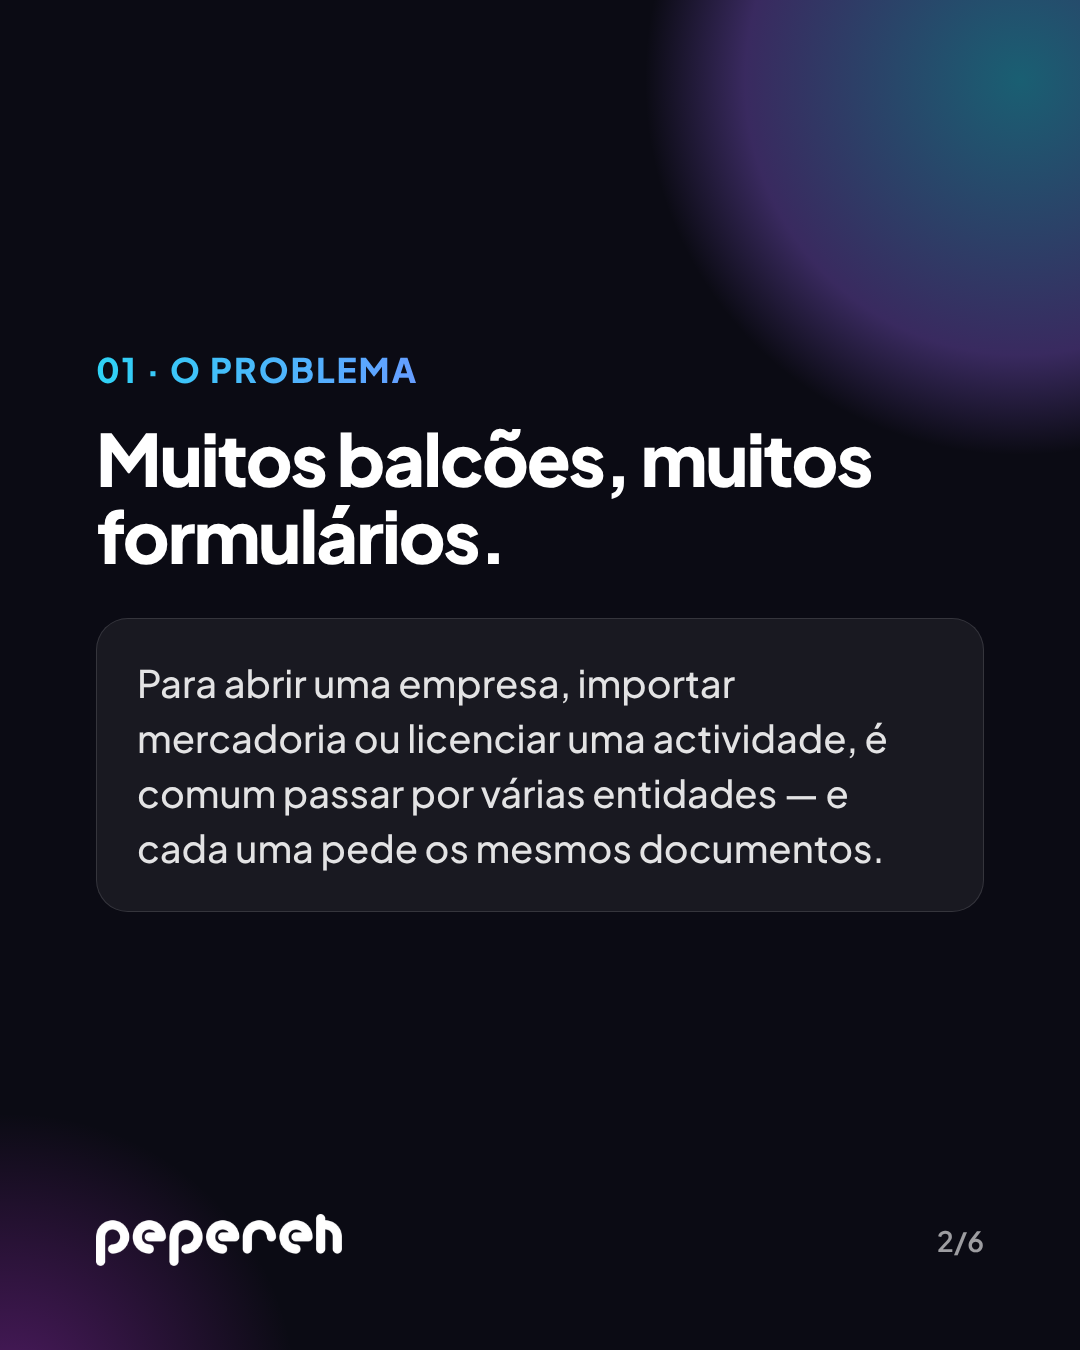 01 · O PROBLEMA
Muitos balcões, muitos
formulários.
Para abrir uma empresa, importar
mercadoria ou licenciar uma actividade, é
comum passar por várias entidades — e
cada uma pede os mesmos documentos.
pepereh
2/6